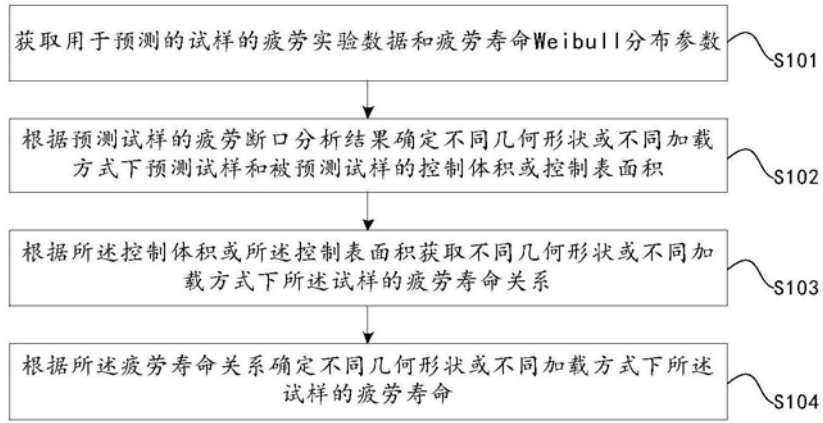 获取用于预测的试样的疲劳实验数据和疲劳寿命Weibull分布参数
S101
根据预测试样的疲劳断口分析结果确定不同几何形状或不同加载
方式下预测试样和被预测试样的控制体积或控制表面积
S102
根据所述控制体积或所述控制表面积获取不同几何形状或不同加
载方式下所述试样的疲劳寿命关系
S103
根据所述疲劳寿命关系确定不同几何形状或不同加载方式下所述
试样的疲劳寿命
S104